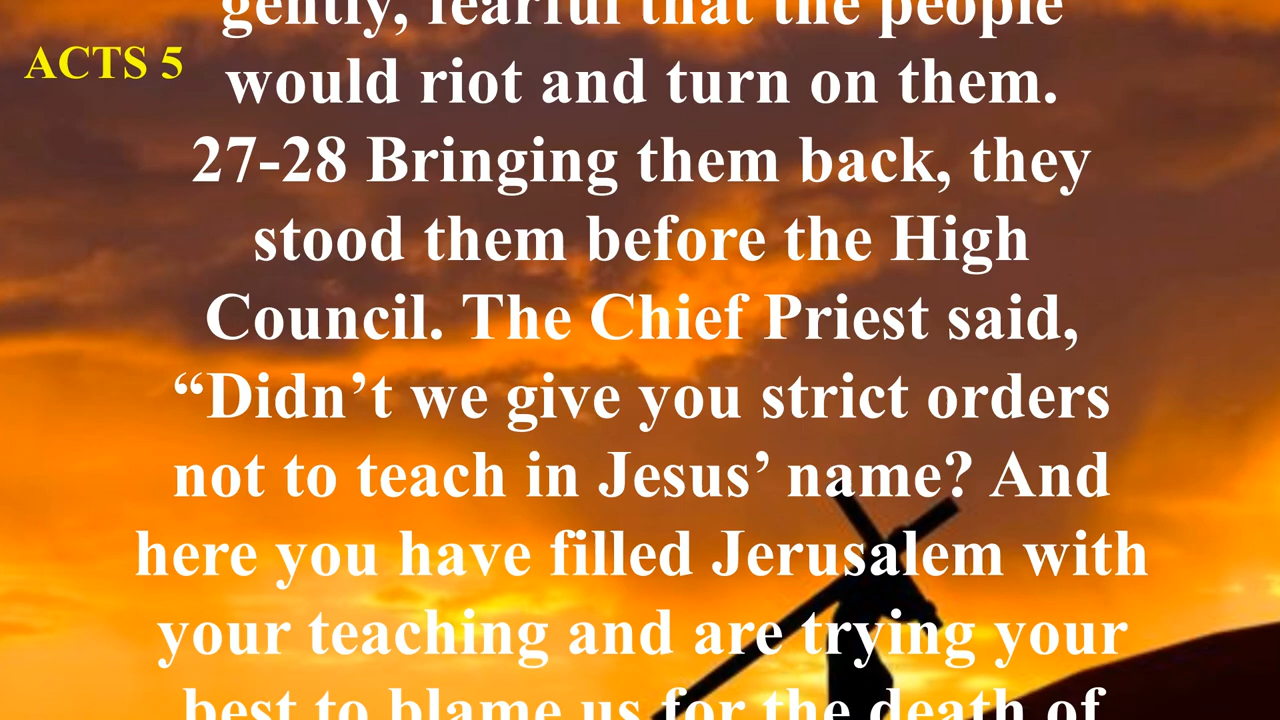 gently, fearful that the people
ACTS 5
would riot and turn on them.
27-28 Bringing them back, they
stood them before the High
Council. The Chief Priest said,
“Didn’t we give you strict orders
not to teach in Jesus’ name? And
here you have filled Jerusalem with
your teaching and are trying your
best to blame us for the death of